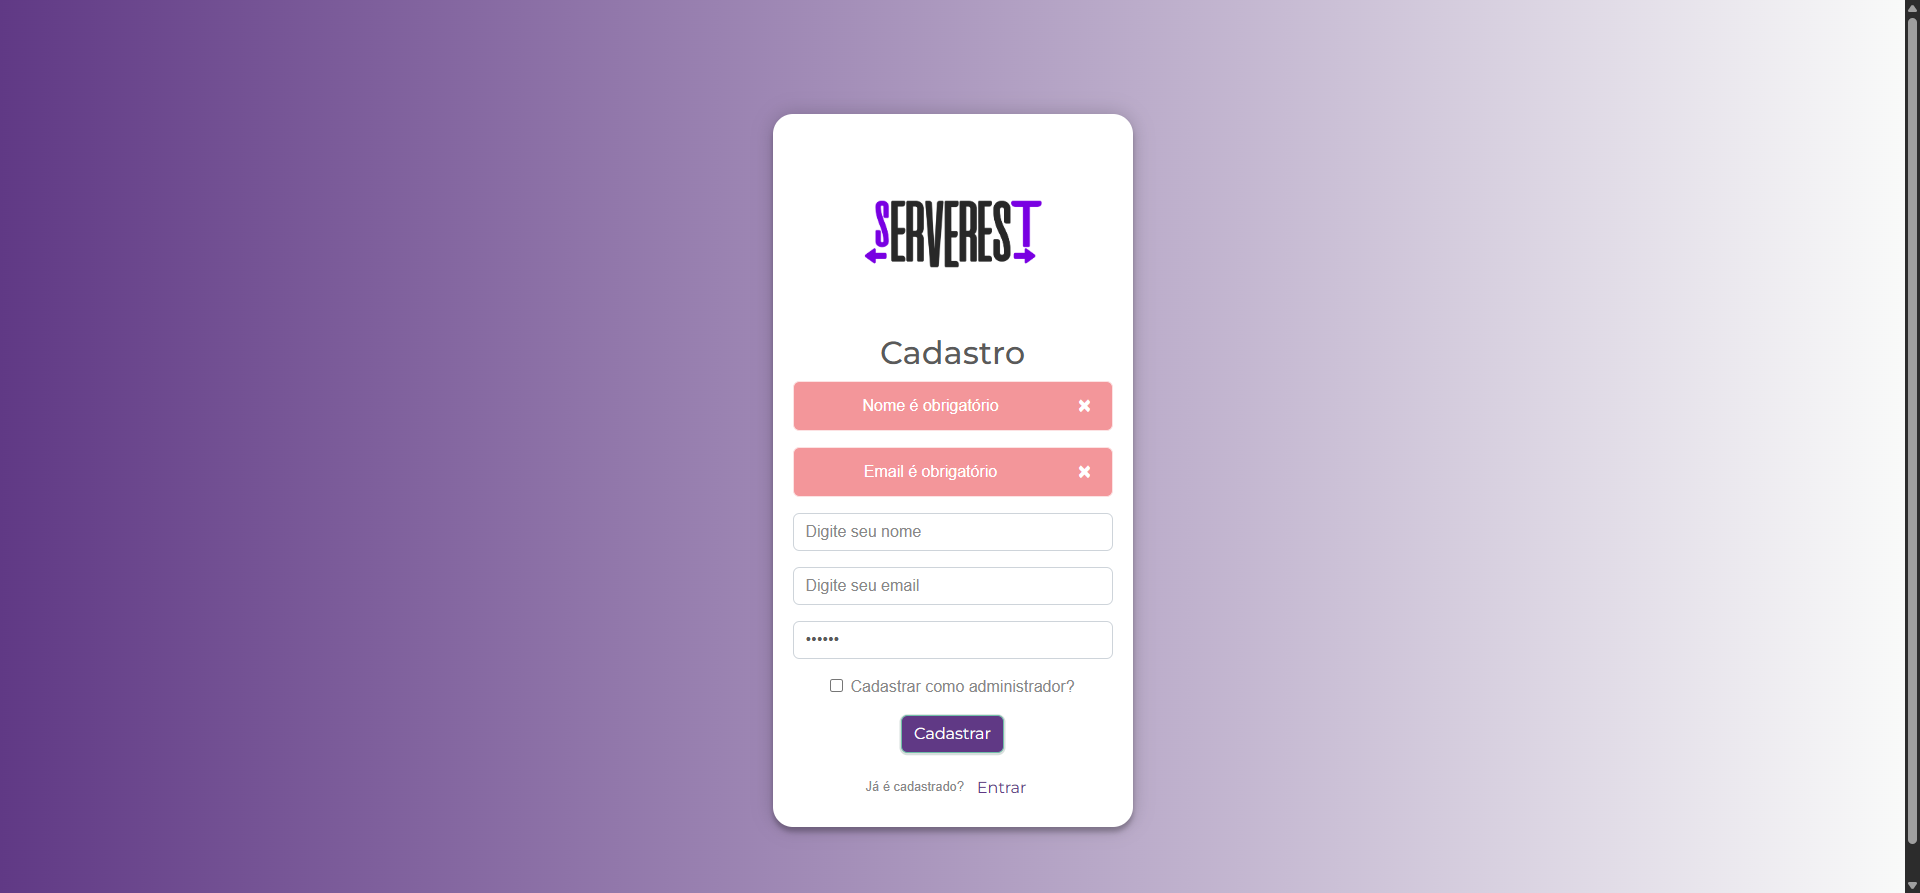 SERVEREST
Cadastro
Nome é obrigatório
Email é obrigatório
Digite seu nome
Digite seu email
••••••
Cadastrar como administrador?
Cadastrar
Já é cadastrado? Entrar